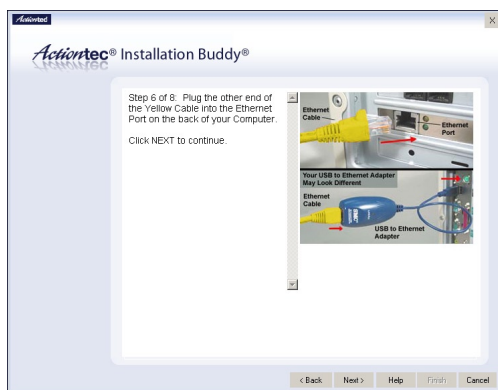 Actiontec
Actiontec® Installation Buddy®
Step 6 of 8: Plug the other end of
the Yellow Cable into the Ethernet
Port on the back of your Computer.
Click NEXT to continue.
Ethernet
Cable
Ethernet
Port
Your USB to Ethernet Adapter
May Look Different
Ethernet
Cable
USB to Ethernet
Adapter
< Back
Next >
Help
Finish
Cancel